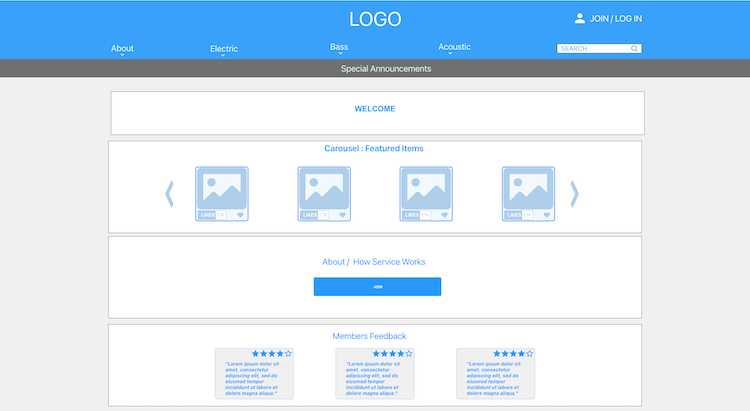 LOGO
JOIN / LOG IN
About
Electric
Bass
Acoustic
SEARCH
Special Announcements
WELCOME
Carousel : Featured Items
LIKES 1.1k
LIKES 1.1k
LIKES 1.1k
LIKES 1.1k
About / How Service Works
JOIN
Members Feedback
"Lorem ipsum dolor sit
amet, consectetur
adipiscing elit, sed do
eiusmod tempor
incididunt ut labore et
dolore magna aliqua."
"Lorem ipsum dolor sit
amet, consectetur
adipiscing elit, sed do
eiusmod tempor
incididunt ut labore et
dolore magna aliqua."
"Lorem ipsum dolor sit
amet, consectetur
adipiscing elit, sed do
eiusmod tempor
incididunt ut labore et
dolore magna aliqua."